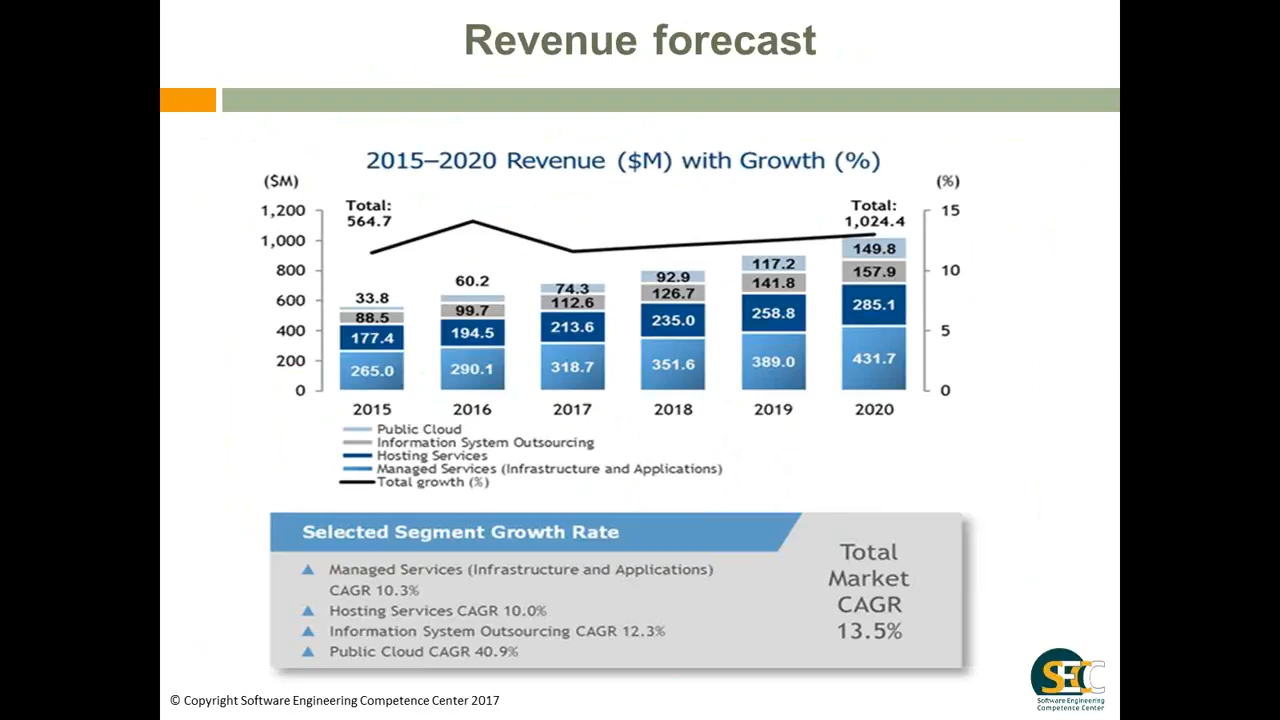 Revenue forecast
2015–2020 Revenue ($M) with Growth (%)
($M)
(%)
Total:
564.7
Total:
1,024.4
1,200
1,000
800
600
400
200
0
15
10
5
0
33.8
88.5
177.4
265.0
60.2
99.7
194.5
290.1
74.3
112.6
213.6
318.7
92.9
126.7
235.0
351.6
117.2
141.8
258.8
389.0
149.8
157.9
285.1
431.7
2015 2016 2017 2018 2019 2020
Public Cloud
Information System Outsourcing
Hosting Services
Managed Services (Infrastructure and Applications)
Total growth (%)
Selected Segment Growth Rate
Managed Services (Infrastructure and Applications)
CAGR 10.3%
Hosting Services CAGR 10.0%
Information System Outsourcing CAGR 12.3%
Public Cloud CAGR 40.9%
Total
Market
CAGR
13.5%
SECC
Software Engineering
Competence Center
© Copyright Software Engineering Competence Center 2017